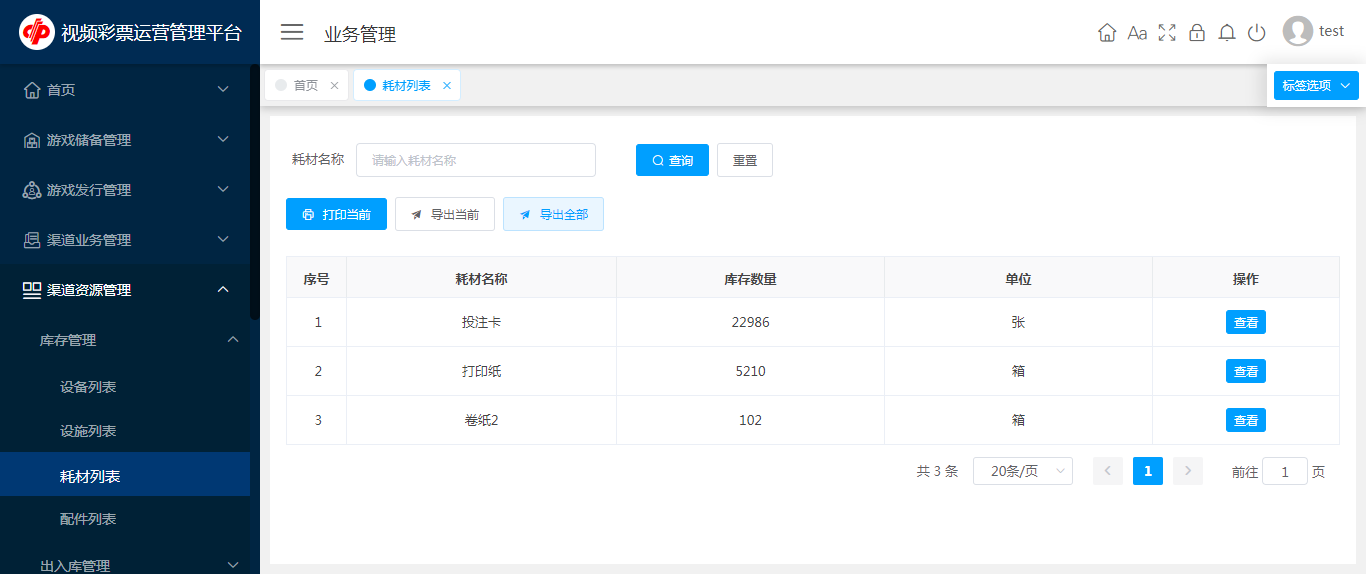 视频彩票运营管理平台
业务管理
Aa
test
首页
游戏储备管理
游戏发行管理
渠道业务管理
渠道资源管理
库存管理
设备列表
设施列表
耗材列表
配件列表
出入库管理
首页 × 耗材列表 ×
标签选项
耗材名称 请输入耗材名称 查询 重置
打印当前 导出当前 导出全部
序号 耗材名称 库存数量 单位 操作
1 投注卡 22986 张 查看
2 打印纸 5210 箱 查看
3 卷纸2 102 箱 查看
共 3 条 20条/页 1 前往 1 页